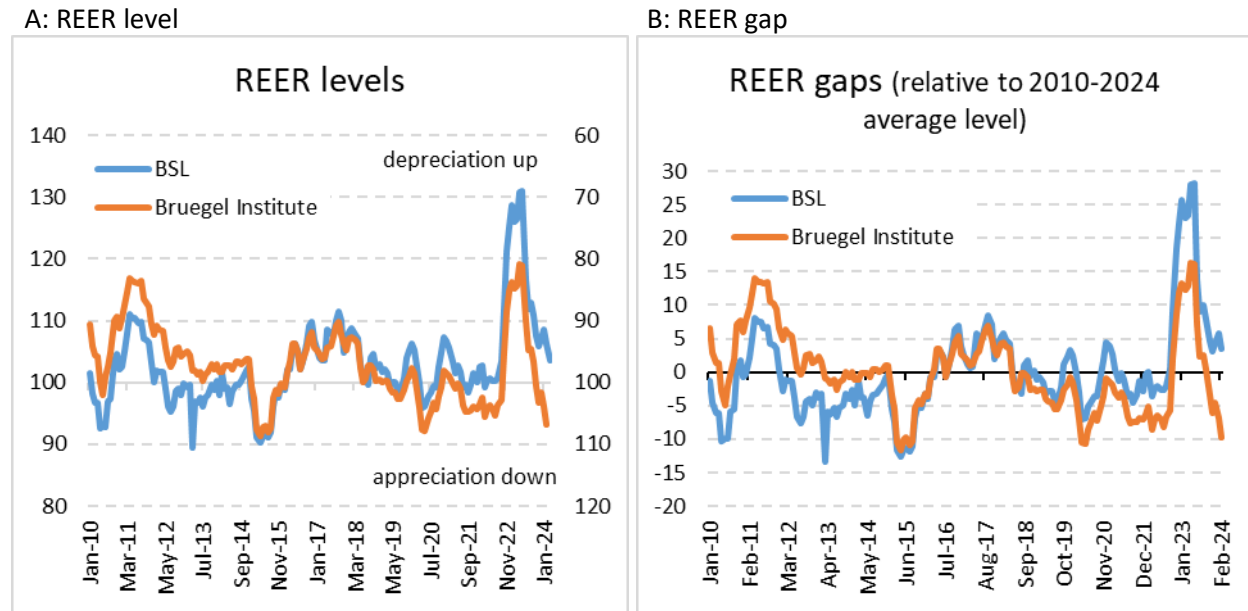 A: REER level
B: REER gap
REER levels
140
130
120
110
100
90
80
60
70
80
90
100
110
120
depreciation up
BSL
Bruegel Institute
appreciation down
Jan-10
Mar-11
May-12
Jul-13
Sep-14
Nov-15
Jan-17
Mar-18
May-19
Jul-20
Sep-21
Nov-22
Jan-24
REER gaps (relative to 2010-2024
average level)
30
25
20
15
10
5
0
-5
-10
-15
-20
BSL
Bruegel Institute
Jan-10
Feb-11
Mar-12
Apr-13
May-14
Jun-15
Jul-16
Aug-17
Sep-18
Oct-19
Nov-20
Dec-21
Jan-23
Feb-24